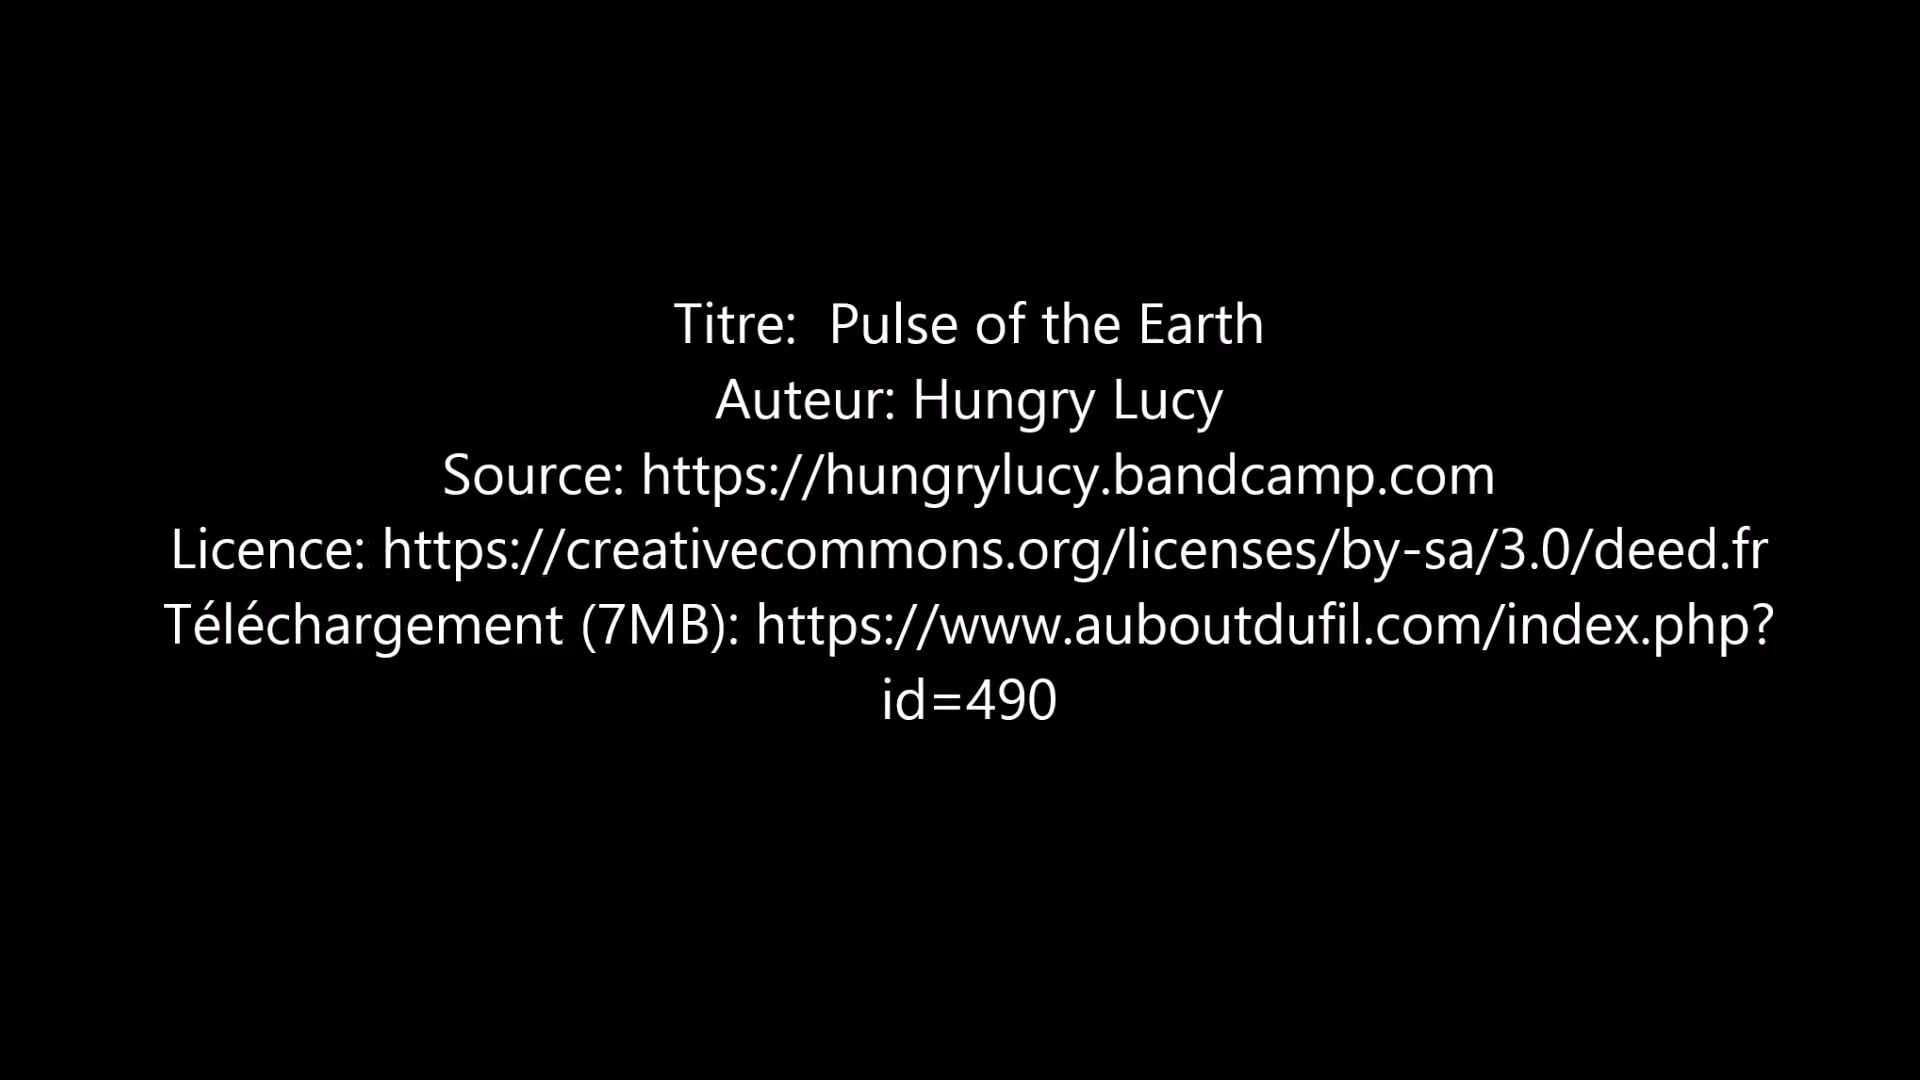 Titre:  Pulse of the Earth
Auteur: Hungry Lucy
Source: https://hungrylucy.bandcamp.com
Licence: https://creativecommons.org/licenses/by-sa/3.0/deed.fr
Téléchargement (7MB): https://www.auboutdufil.com/index.php?
id=490